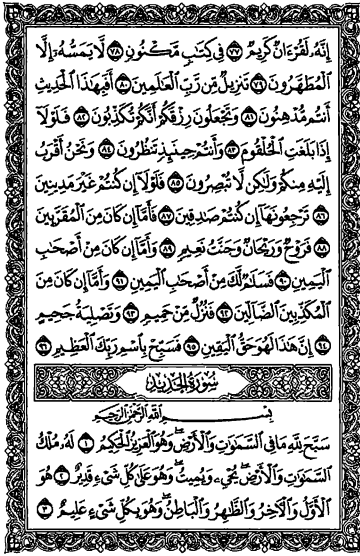 إِنَّهُۥ لَقُرْءَانٌ كَرِيمٌ ٧٧ فِى كِتَٰبٍ مَّكْنُونٍ ٧٨ لَّا يَمَسُّهُۥٓ إِلَّا
ٱلْمُطَهَّرُونَ ٧٩ تَنزِيلٌ مِّن رَّبِّ ٱلْعَٰلَمِينَ ٨٠ أَفَبِهَٰذَا ٱلْحَدِيثِ
أَنتُم مُّدْهِنُونَ ٨١ وَتَجْعَلُونَ رِزْقَكُمْ أَنَّكُمْ تُكَذِّبُونَ ٨٢ فَلَوْلَآ
إِذَا بَلَغَتِ ٱلْحُلْقُومَ ٨٣ وَأَنتُمْ حِينَئِذٍ تَنظُرُونَ ٨٤ وَنَحْنُ أَقْرَبُ
إِلَيْهِ مِنكُمْ وَلَٰكِن لَّا تُبْصِرُونَ ٨٥ فَلَوْلَآ إِن كُنتُمْ غَيْرَ مَدِينِينَ
٨٦ تَرْجِعُونَهَآ إِن كُنتُمْ صَٰدِقِينَ ٨٧ فَأَمَّآ إِن كَانَ مِنَ ٱلْمُقَرَّبِينَ
٨٨ فَرَوْحٌ وَرَيْحَانٌ وَجَنَّتُ نَعِيمٍ ٨٩ وَأَمَّآ إِن كَانَ مِنْ أَصْحَٰبِ
ٱلْيَمِينِ ٩٠ فَسَلَٰمٌ لَّكَ مِنْ أَصْحَٰبِ ٱلْيَمِينِ ٩١ وَأَمَّآ إِن كَانَ مِنَ
ٱلْمُكَذِّبِينَ ٱلضَّآلِّينَ ٩٢ فَنُزُلٌ مِّنْ حَمِيمٍ ٩٣ وَتَصْلِيَةُ جَحِيمٍ
٩٤ إِنَّ هَٰذَا لَهُوَ حَقُّ ٱلْيَقِينِ ٩٥ فَسَبِّحْ بِٱسْمِ رَبِّكَ ٱلْعَظِيمِ ٩٦
سُورَةُ الحَدِيدِ
بِسْمِ ٱللَّهِ ٱلرَّحْمَٰنِ ٱلرَّحِيمِ
سَبَّحَ لِلَّهِ مَا فِى ٱلسَّمَٰوَٰتِ وَٱلْأَرْضِ ۖ وَهُوَ ٱلْعَزِيزُ ٱلْحَكِيمُ ١ لَهُۥ مُلْكُ
ٱلسَّمَٰوَٰتِ وَٱلْأَرْضِ ۖ يُحْىِۦ وَيُمِيتُ ۖ وَهُوَ عَلَىٰ كُلِّ شَىْءٍ قَدِيرٌ ٢ هُوَ
ٱلْأَوَّلُ وَٱلْءَاخِرُ وَٱلظَّٰهِرُ وَٱلْبَاطِنُ ۖ وَهُوَ بِكُلِّ شَىْءٍ عَلِيمٌ ٣